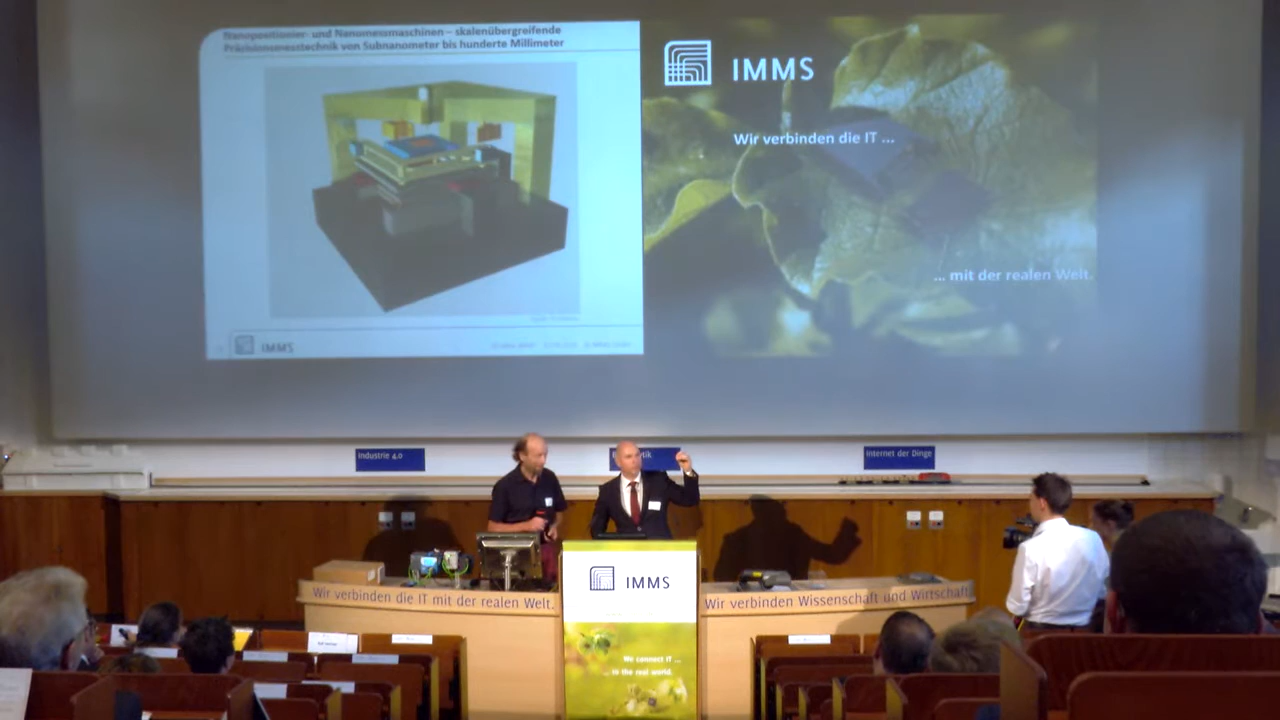 Nanopositionier- und Nanomessmaschinen – skalenübergreifende
Präzisionsmesstechnik von Subnanometer bis hunderte Millimeter
IMMS
IMMS
Wir verbinden die IT ...
... mit der realen Welt.
Industrie 4.0
tik
Internet der Dinge
Wir verbinden die IT mit der realen Welt.
IMMS
Wir verbinden Wissenschaft und Wirtschaft
We connect IT ...
... to the real world.